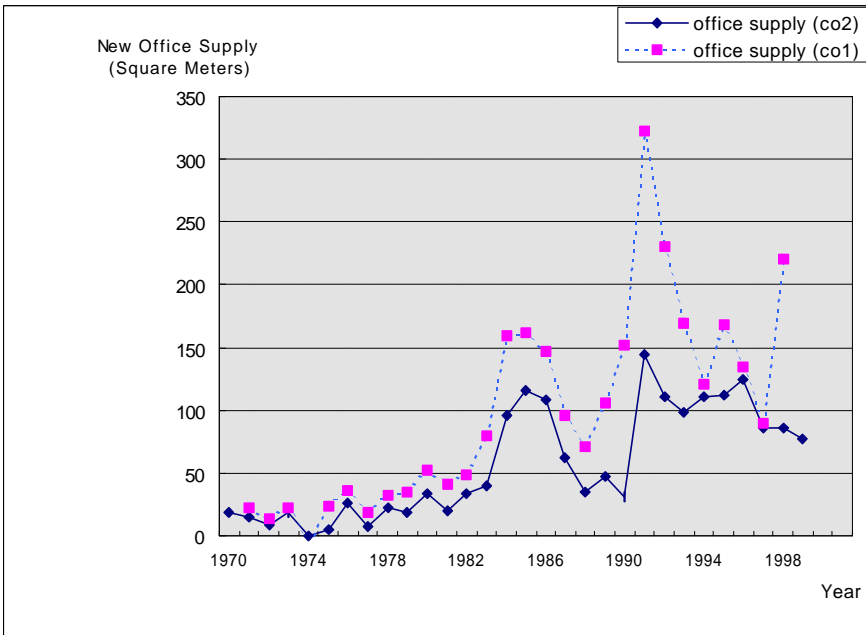 office supply (co2)
office supply (co1)
New Office Supply
(Square Meters)
350
300
250
200
150
100
50
0
1970 1974 1978 1982 1986 1990 1994 1998
Year